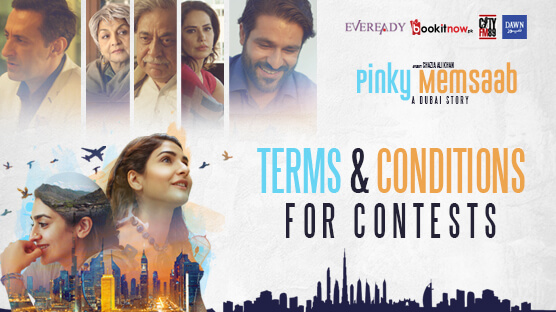 EVEREADY
bookitnow.pk
CITY
FM89
DAWN
SHAZIA ALI KHAN
pinky memsaab
A DUBAI STORY
TERMS & CONDITIONS
FOR CONTESTS